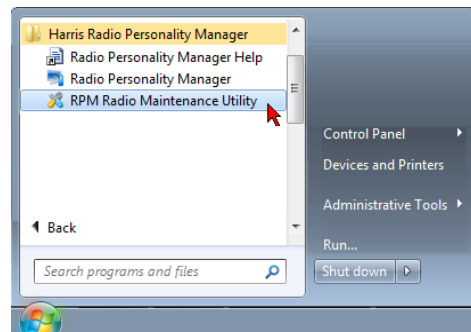 Harris Radio Personality Manager
Radio Personality Manager Help
Radio Personality Manager
RPM Radio Maintenance Utility
Back
Search programs and files
Control Panel
Devices and Printers
Administrative Tools
Run...
Shut down